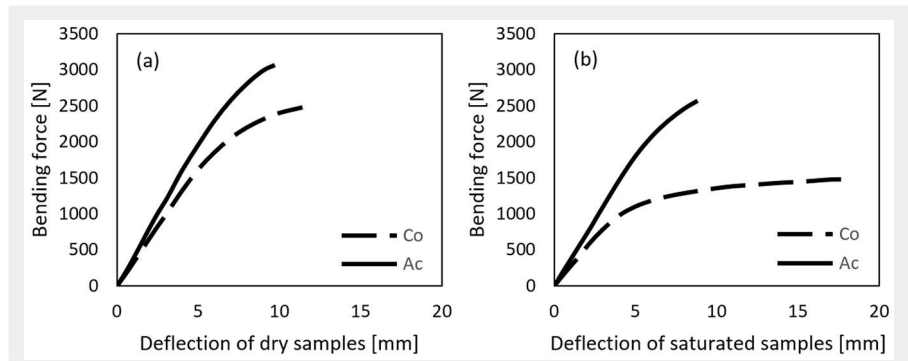 (a)
Bending force [N]
3500
3000
2500
2000
1500
1000
500
0
Co
Ac
0 5 10 15 20
Deflection of dry samples [mm]
(b)
Bending force [N]
3500
3000
2500
2000
1500
1000
500
0
Co
Ac
0 5 10 15 20
Deflection of saturated samples [mm]